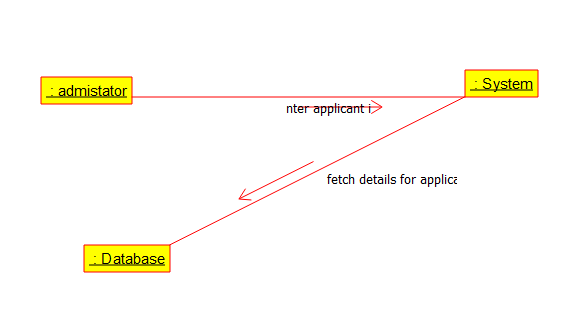 : admistator
: System
nter applicant i
fetch details for applica
: Database